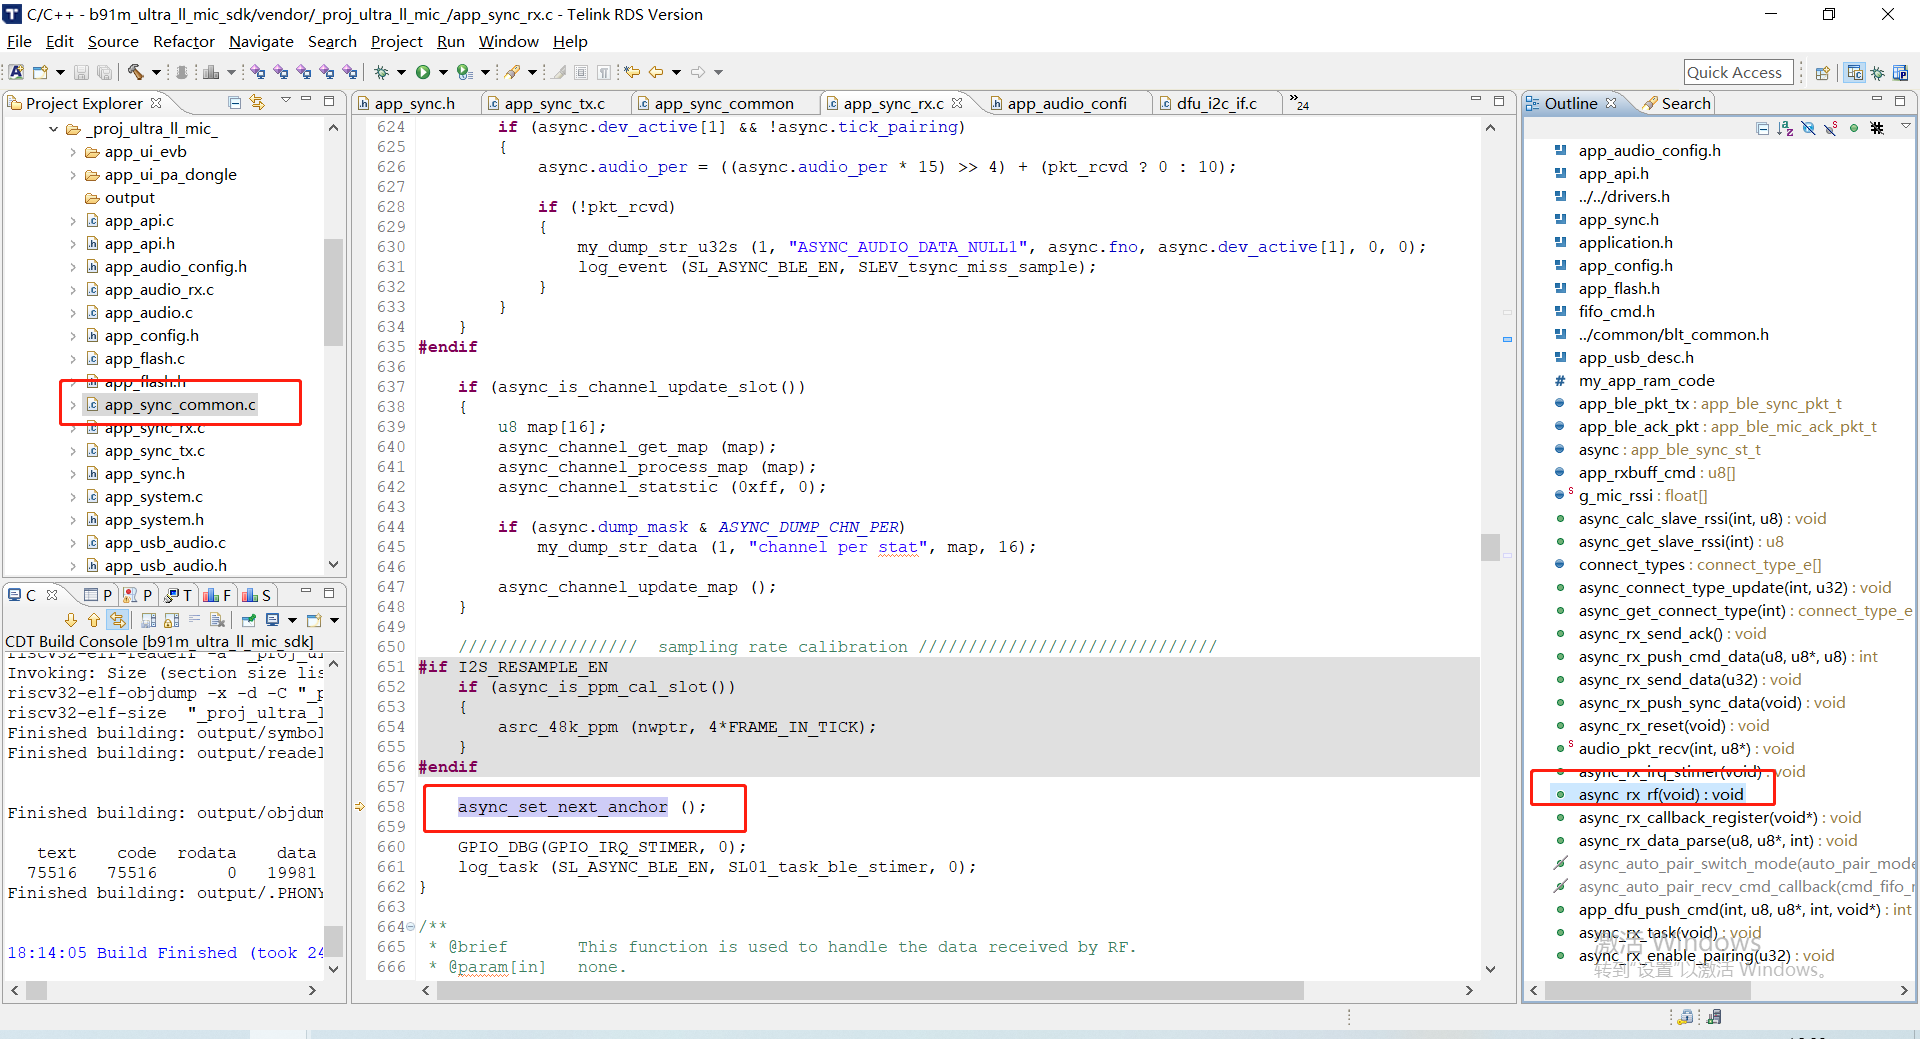 C/C++ - b91m_ultra_ll_mic_sdk/vendor/_proj_ultra_ll_mic_/app_sync_rx.c - Telink RDS Version
File Edit Source Refactor Navigate Search Project Run Window Help
Quick Access
Project Explorer
_proj_ultra_ll_mic_
app_ui_evb
app_ui_pa_dongle
output
app_api.c
app_api.h
app_audio_config.h
app_audio_rx.c
app_audio.c
app_config.h
app_flash.c
app_flash.h
app_sync_common.c
app_sync_rx.c
app_sync_tx.c
app_sync.h
app_system.c
app_system.h
app_usb_audio.c
app_usb_audio.h
C P P T F S
CDT Build Console [b91m_ultra_ll_mic_sdk]
riscv32-elf-readelf -a "_proj_u
Invoking: Size (section size lis
riscv32-elf-objdump -x -d -C "_p
riscv32-elf-size "_proj_ultra_l
Finished building: output/symbol
Finished building: output/readel
Finished building: output/objdum
text code rodata data
75516 75516 0 19981
Finished building: output/.PHONY
18:14:05 Build Finished (took 24
app_sync.h app_sync_tx.c app_sync_common app_sync_rx.c app_audio_confi dfu_i2c_if.c »24
624 if (async.dev_active[1] && !async.tick_pairing)
625 {
626 async.audio_per = ((async.audio_per * 15) >> 4) + (pkt_rcvd ? 0 : 10);
627
628 if (!pkt_rcvd)
629 {
630 my_dump_str_u32s (1, "ASYNC_AUDIO_DATA_NULL1", async.fno, async.dev_active[1], 0, 0);
631 log_event (SL_ASYNC_BLE_EN, SLEV_tsync_miss_sample);
632 }
633 }
634 }
635 #endif
636
637 if (async_is_channel_update_slot())
638 {
639 u8 map[16];
640 async_channel_get_map (map);
641 async_channel_process_map (map);
642 async_channel_statstic (0xff, 0);
643
644 if (async.dump_mask & ASYNC_DUMP_CHN_PER)
645 my_dump_str_data (1, "channel per stat", map, 16);
646
647 async_channel_update_map ();
648 }
649
650 ////////////////// sampling rate calibration //////////////////////////////
651 #if I2S_RESAMPLE_EN
652 if (async_is_ppm_cal_slot())
653 {
654 asrc_48k_ppm (nwptr, 4*FRAME_IN_TICK);
655 }
656 #endif
657
658 async_set_next_anchor ();
659
660 GPIO_DBG(GPIO_IRQ_STIMER, 0);
661 log_task (SL_ASYNC_BLE_EN, SL01_task_ble_stimer, 0);
662 }
663
664 /**
665 * @brief This function is used to handle the data received by RF.
666 * @param[in] none.
Outline Search
app_audio_config.h
app_api.h
../../drivers.h
app_sync.h
application.h
app_config.h
app_flash.h
fifo_cmd.h
../common/blt_common.h
app_usb_desc.h
my_app_ram_code
app_ble_pkt_tx : app_ble_sync_pkt_t
app_ble_ack_pkt : app_ble_mic_ack_pkt_t
async : app_ble_sync_st_t
app_rxbuff_cmd : u8[]
g_mic_rssi : float[]
async_calc_slave_rssi(int, u8) : void
async_get_slave_rssi(int) : u8
connect_types : connect_type_e[]
async_connect_type_update(int, u32) : void
async_get_connect_type(int) : connect_type_e
async_rx_send_ack() : void
async_rx_push_cmd_data(u8, u8*, u8) : int
async_rx_send_data(u32) : void
async_rx_push_sync_data(void) : void
async_rx_reset(void) : void
audio_pkt_recv(int, u8*) : void
async_rx_irq_stimer(void) : void
async_rx_rf(void) : void
async_rx_callback_register(void*) : void
async_rx_data_parse(u8, u8*, int) : void
async_auto_pair_switch_mode(auto_pair_mode
async_auto_pair_recv_cmd_callback(cmd_fifo_r
app_dfu_push_cmd(int, u8, u8*, int, void*) : int
async_rx_task(void) : void
async_rx_enable_pairing(u32) : void
激活 Windows
转到"设置"以激活 Windows。